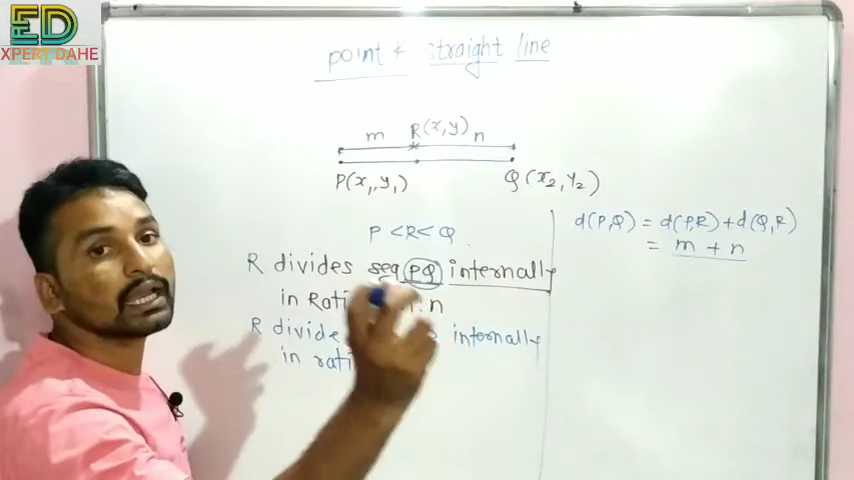 ED
XPERT DAHE
point & straight line
m R(x,y) n
P(x₁,y₁) Q(x₂,y₂)
P < R < Q
R divides seg PQ internally
in Ratio : n
R divide internally
in rati
d(P,Q) = d(P,R) + d(Q,R)
= m + n